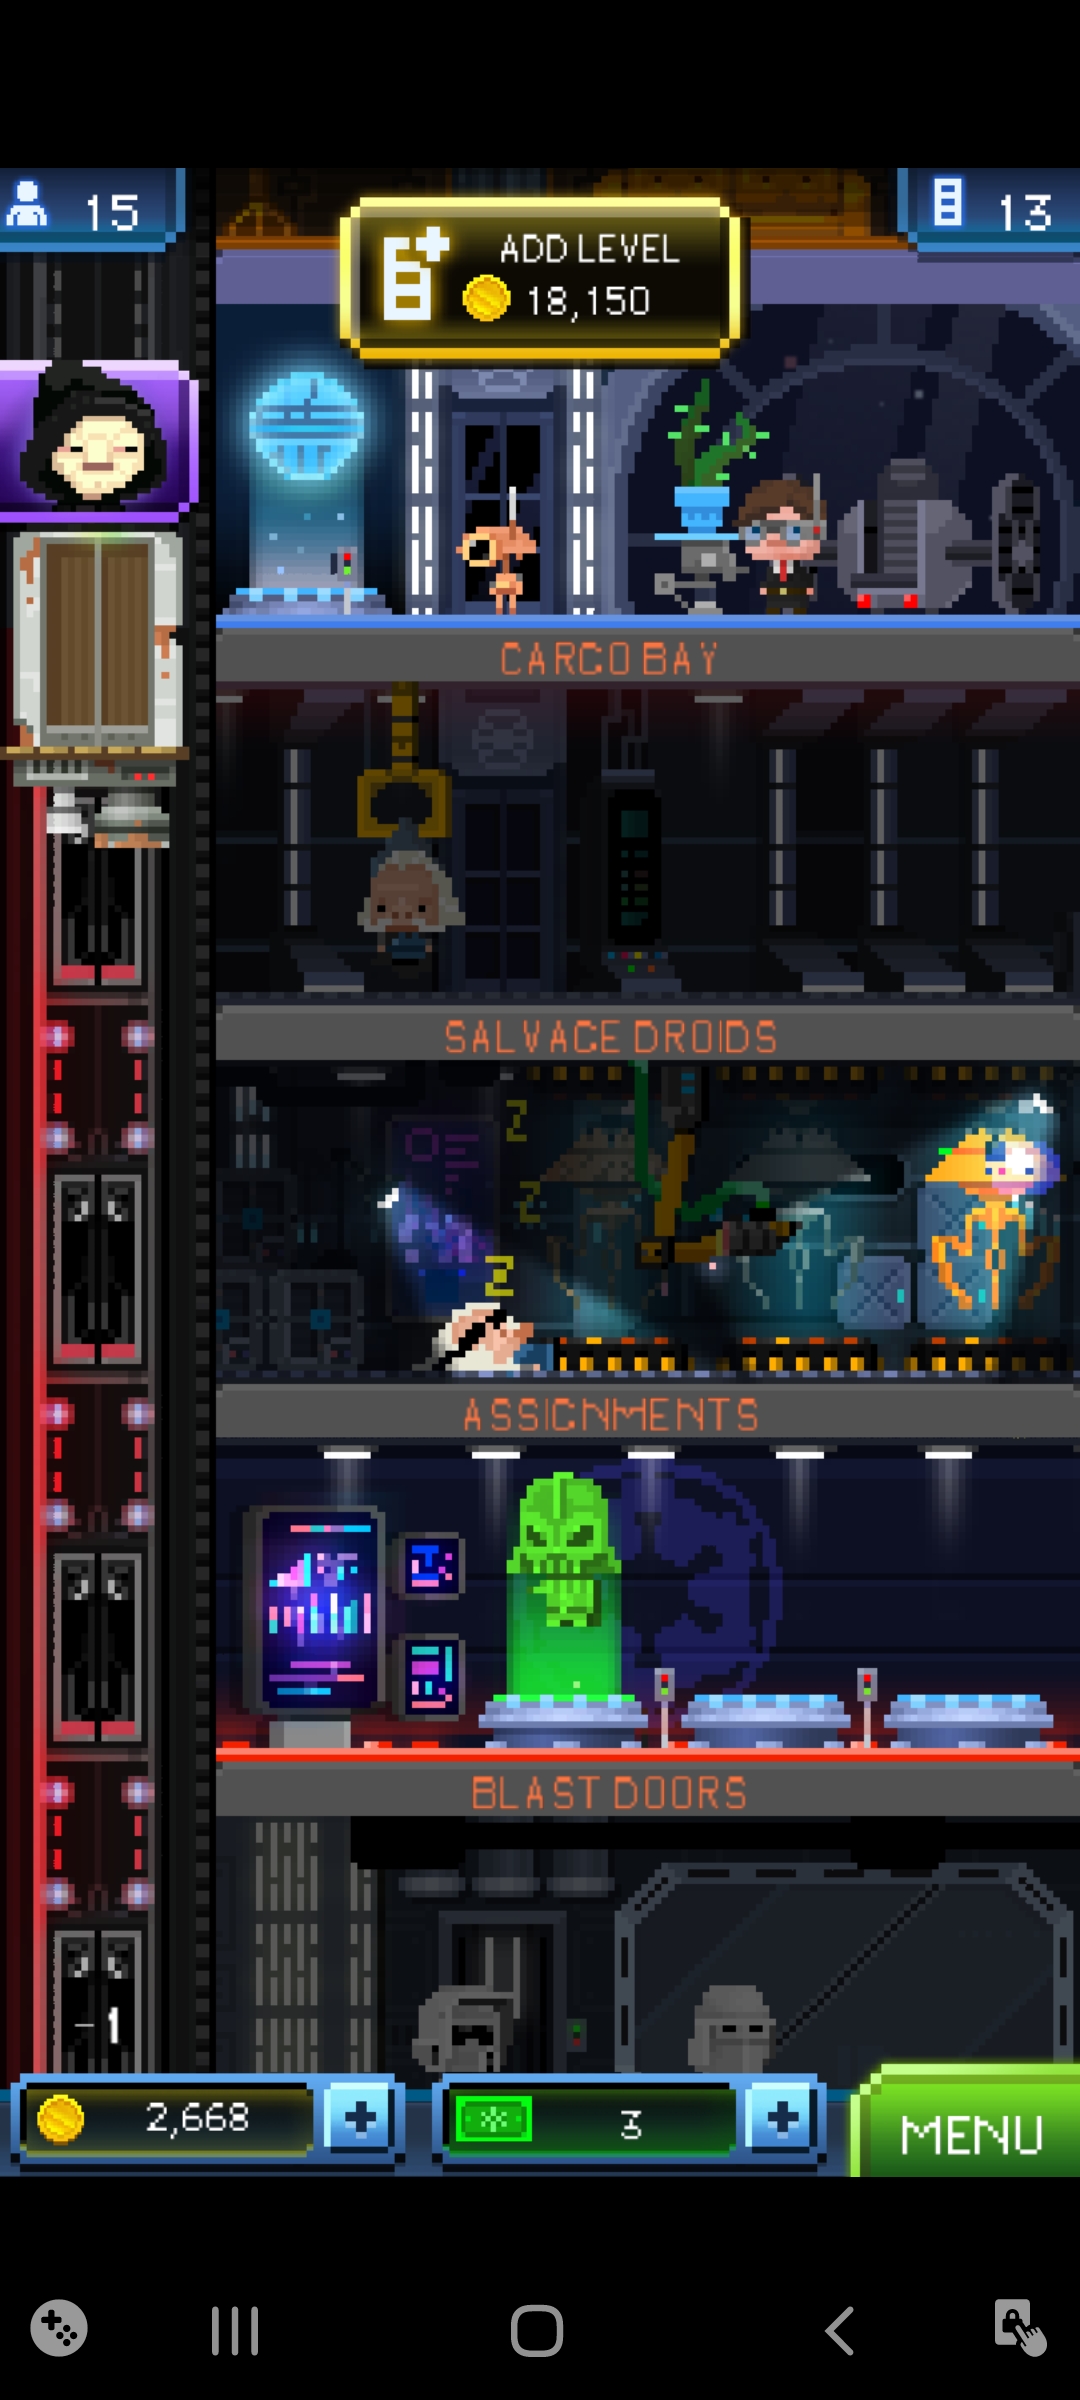 15
13
ADD LEVEL
18,150
CARGO BAY
SALVAGE DROIDS
Z
Z
Z
ASSIGNMENTS
BLAST DOORS
-1
2,668
3
MENU